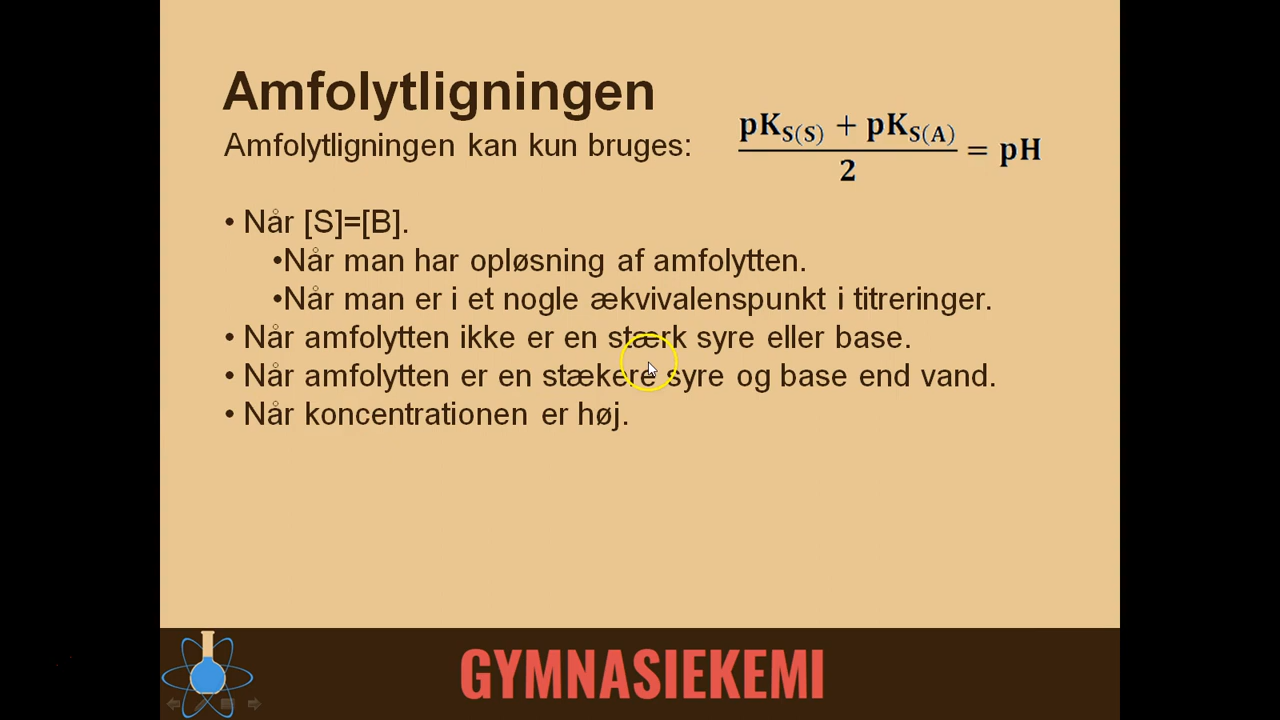 Amfolytligningen
Amfolytligningen kan kun bruges:
pK_S(S) + pK_S(A) / 2 = pH
• Når [S]=[B].
•Når man har opløsning af amfolytten.
•Når man er i et nogle ækvivalenspunkt i titreringer.
• Når amfolytten ikke er en stærk syre eller base.
• Når amfolytten er en stækere syre og base end vand.
• Når koncentrationen er høj.
GYMNASIEKEMI